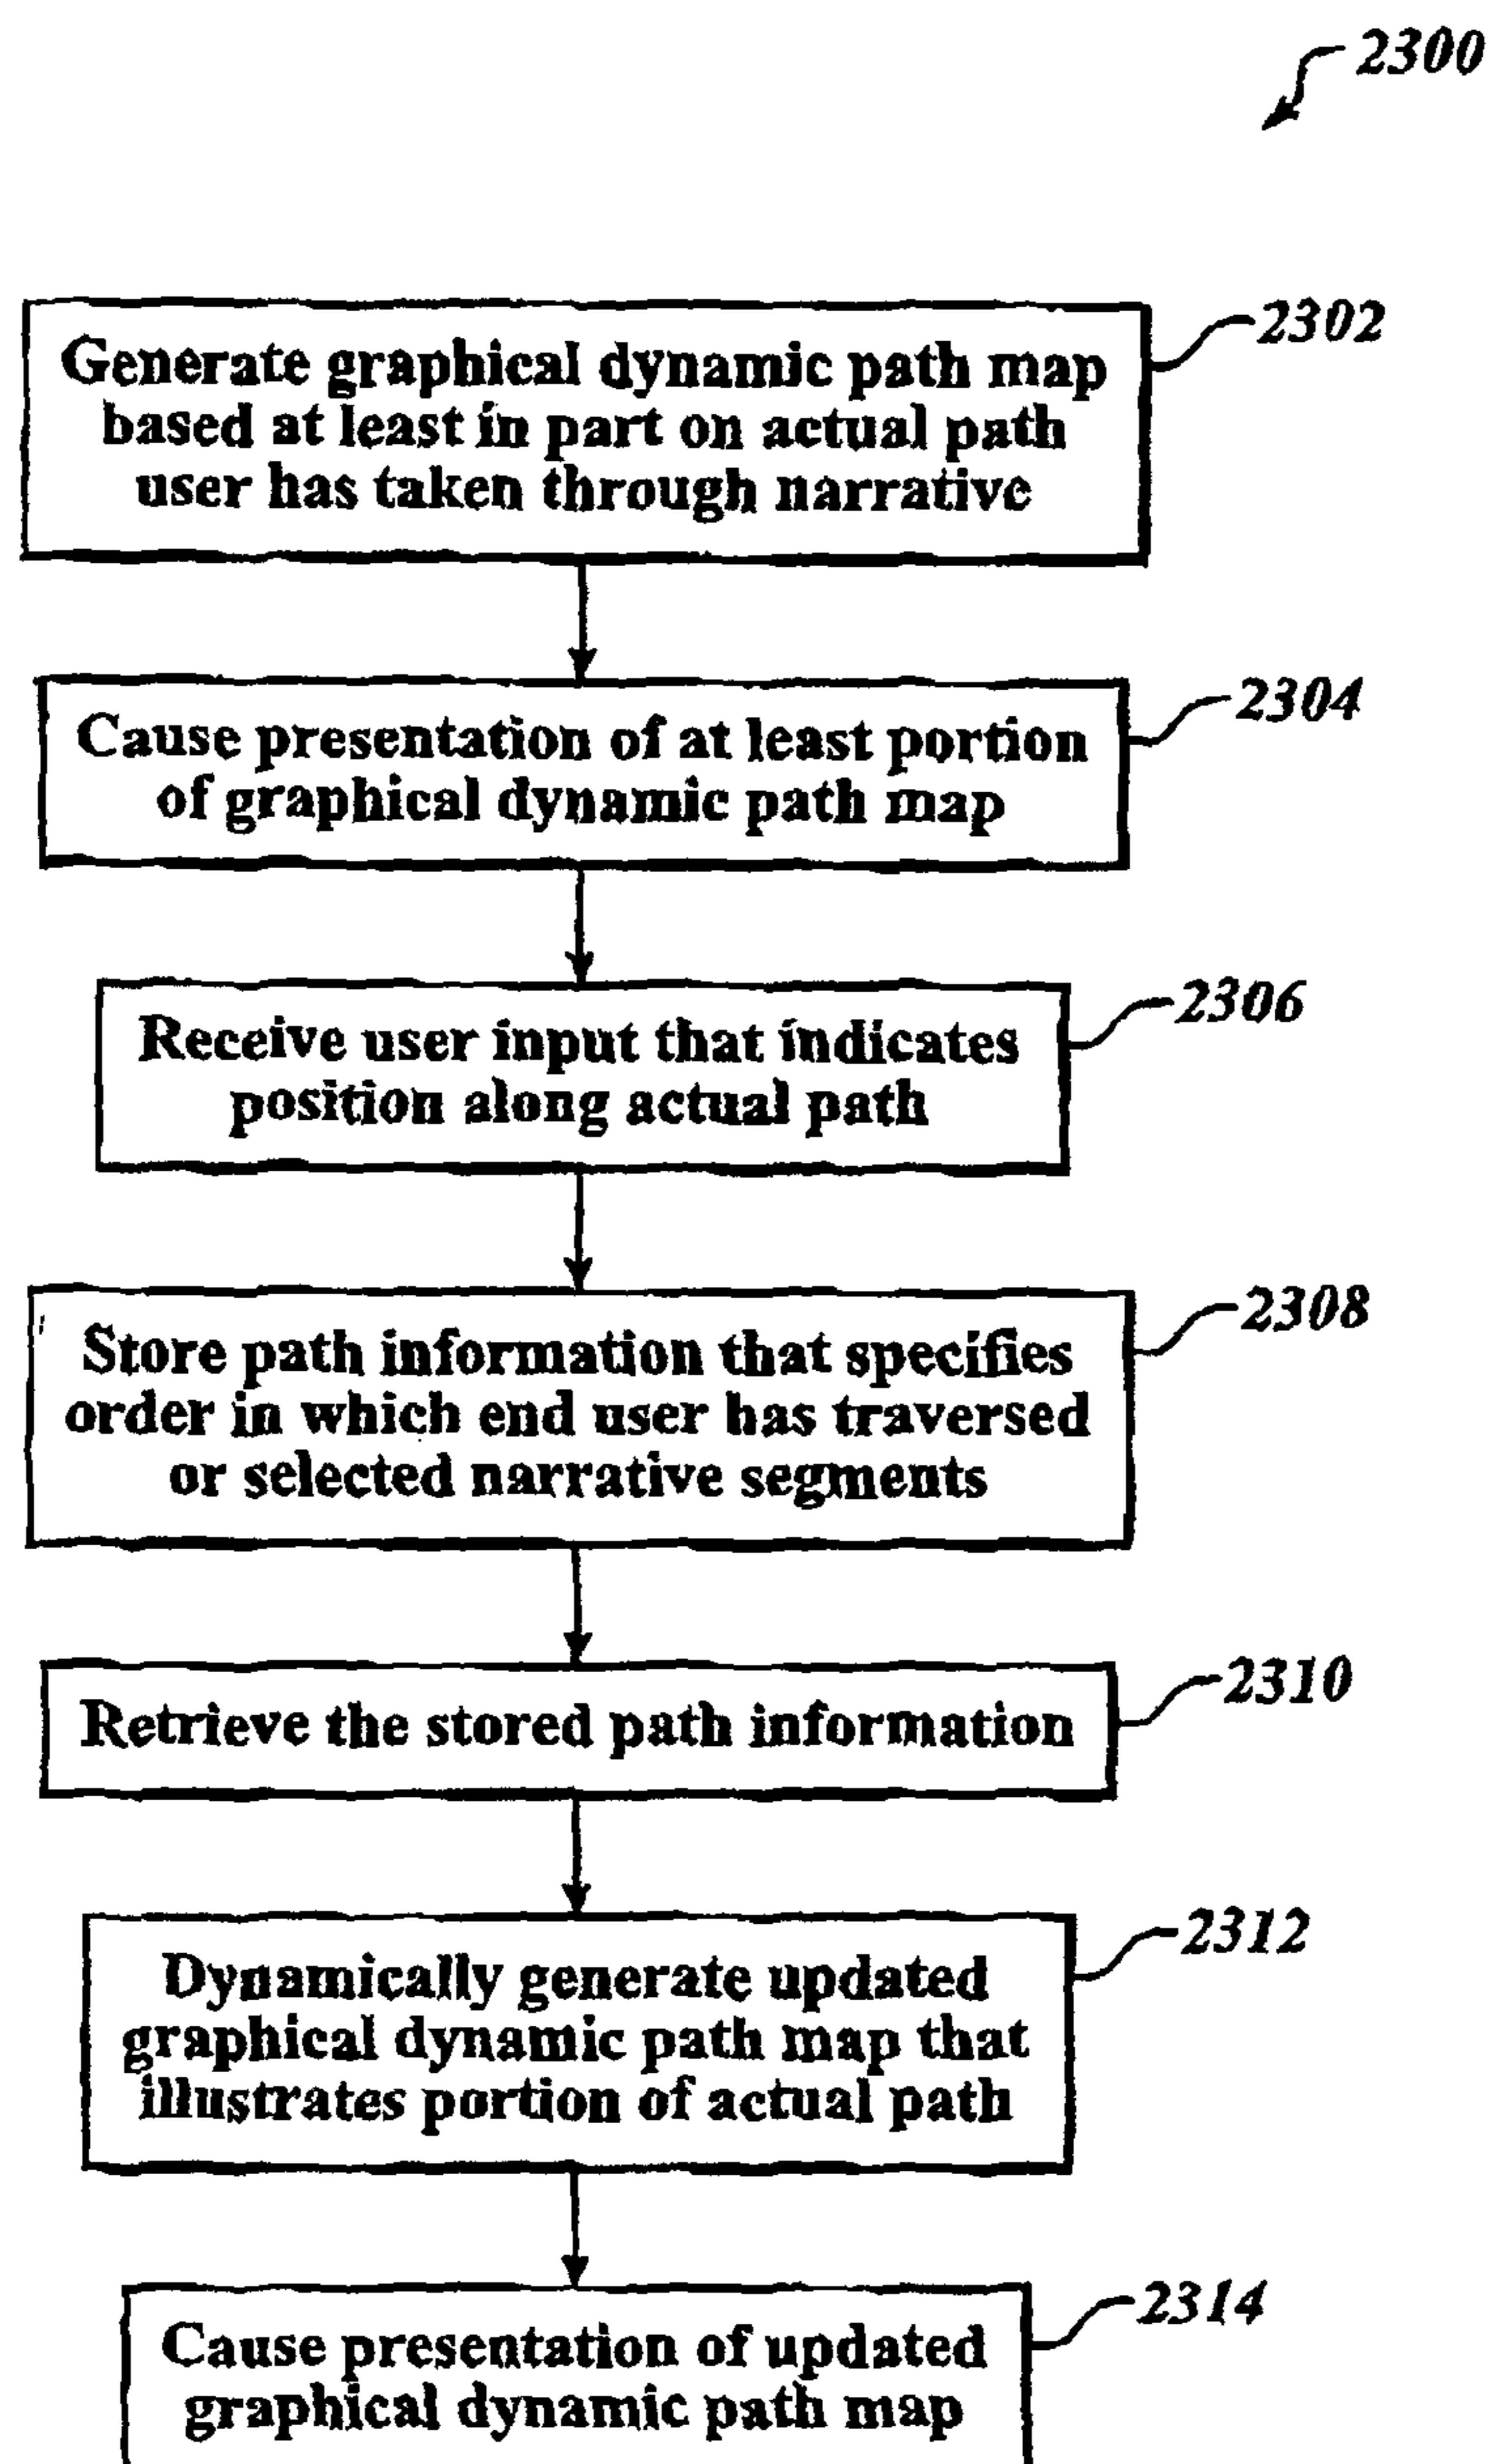 2300
2302
Generate graphical dynamic path map
based at least in part on actual path
user has taken through narrative
2304
Cause presentation of at least portion
of graphical dynamic path map
2306
Receive user input that indicates
position along actual path
2308
Store path information that specifies
order in which end user has traversed
or selected narrative segments
2310
Retrieve the stored path information
2312
Dynamically generate updated
graphical dynamic path map that
illustrates portion of actual path
2314
Cause presentation of updated
graphical dynamic path map